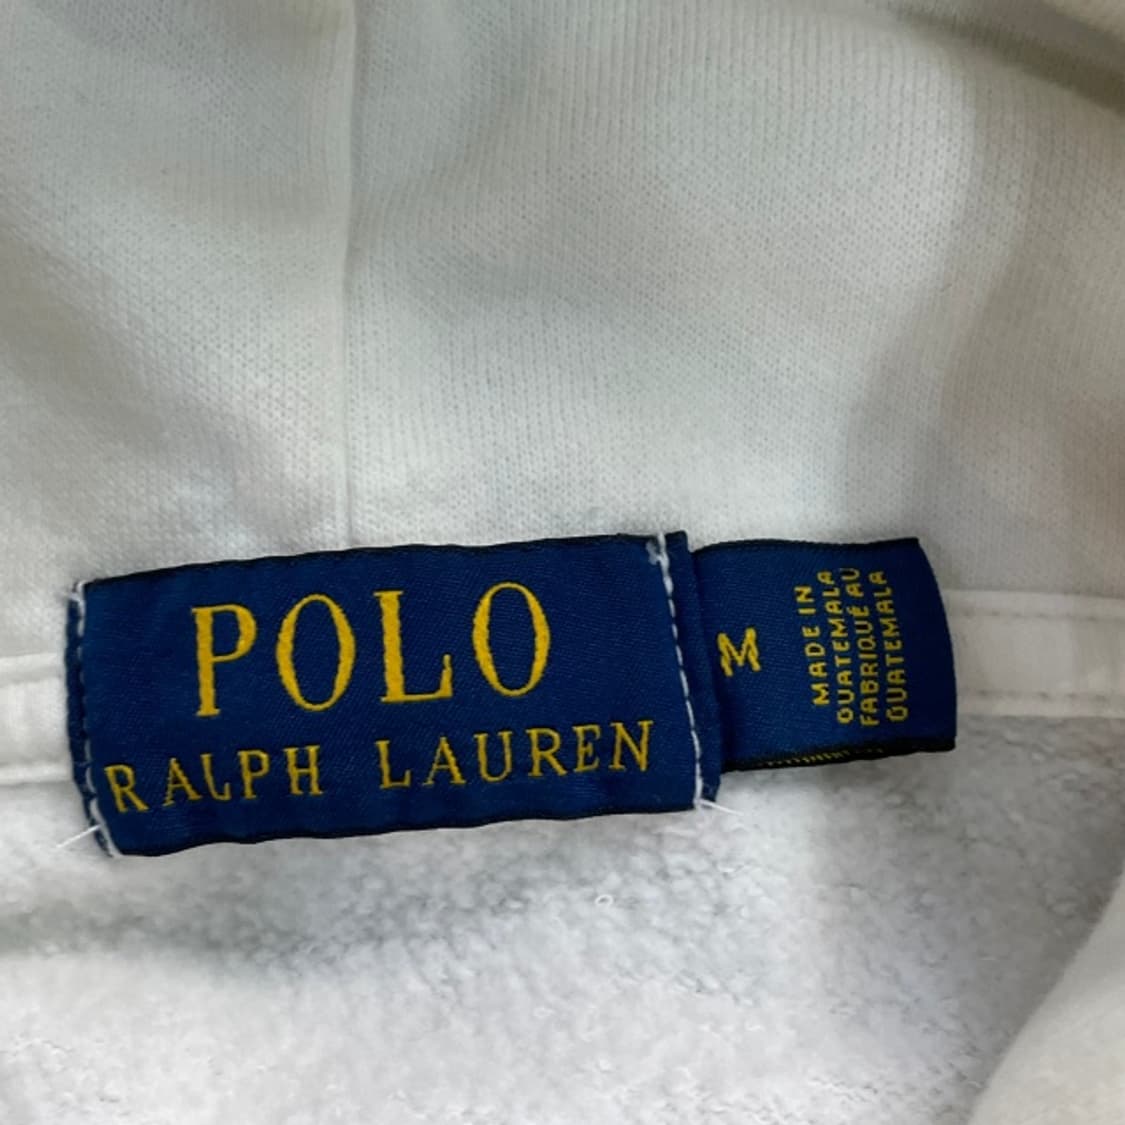 POLO
RALPH LAUREN
M
MADE IN
GUATEMALA
FABRIQUÉ AU
GUATEMALA